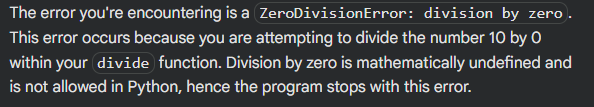 The error you're encountering is a ZeroDivisionError: division by zero.
This error occurs because you are attempting to divide the number 10 by 0
within your divide function. Division by zero is mathematically undefined and
is not allowed in Python, hence the program stops with this error.